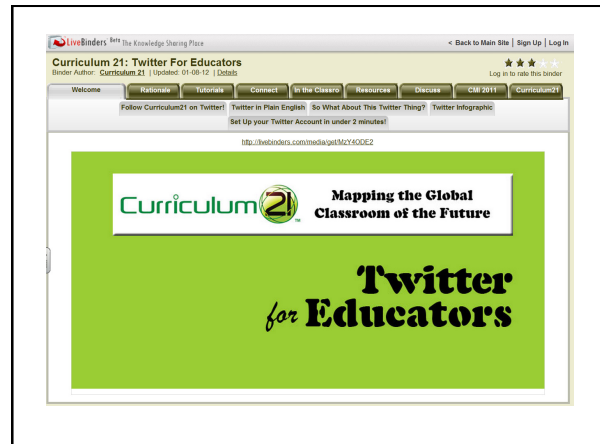 LiveBinders Beta The Knowledge Sharing Place < Back to Main Site | Sign Up | Log In
Curriculum 21: Twitter For Educators
Binder Author: Curriculum 21 | Updated: 01-08-12 | Details Log in to rate this binder
Welcome Rationale Tutorials Connect In the Classro Resources Discuss CMI 2011 Curriculum21
Follow Curriculum21 on Twitter! Twitter in Plain English So What About This Twitter Thing? Twitter Infographic
Set Up your Twitter Account in under 2 minutes!
http://livebinders.com/media/get/MzY4ODE2
Curriculum 21 ™ Mapping the Global
Classroom of the Future
Twitter
for Educators